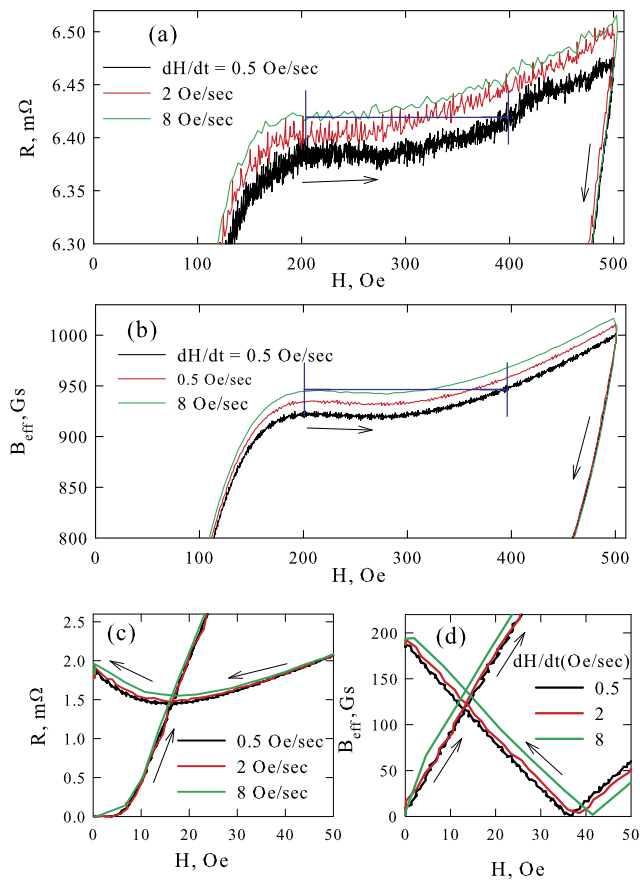 (a)
dH/dt = 0.5 Oe/sec
2 Oe/sec
8 Oe/sec
R, mΩ
6.50
6.45
6.40
6.35
6.30
0 100 200 300 400 500
H, Oe
(b)
dH/dt = 0.5 Oe/sec
0.5 Oe/sec
8 Oe/sec
Beff, Gs
1000
950
900
850
800
0 100 200 300 400 500
H, Oe
(c)
R, mΩ
2.5
2.0
1.5
1.0
0.5
0.0
0.5 Oe/sec
2 Oe/sec
8 Oe/sec
0 10 20 30 40 50
H, Oe
(d)
dH/dt(Oe/sec)
0.5
2
8
Beff, Gs
200
150
100
50
0
0 10 20 30 40 50
H, Oe